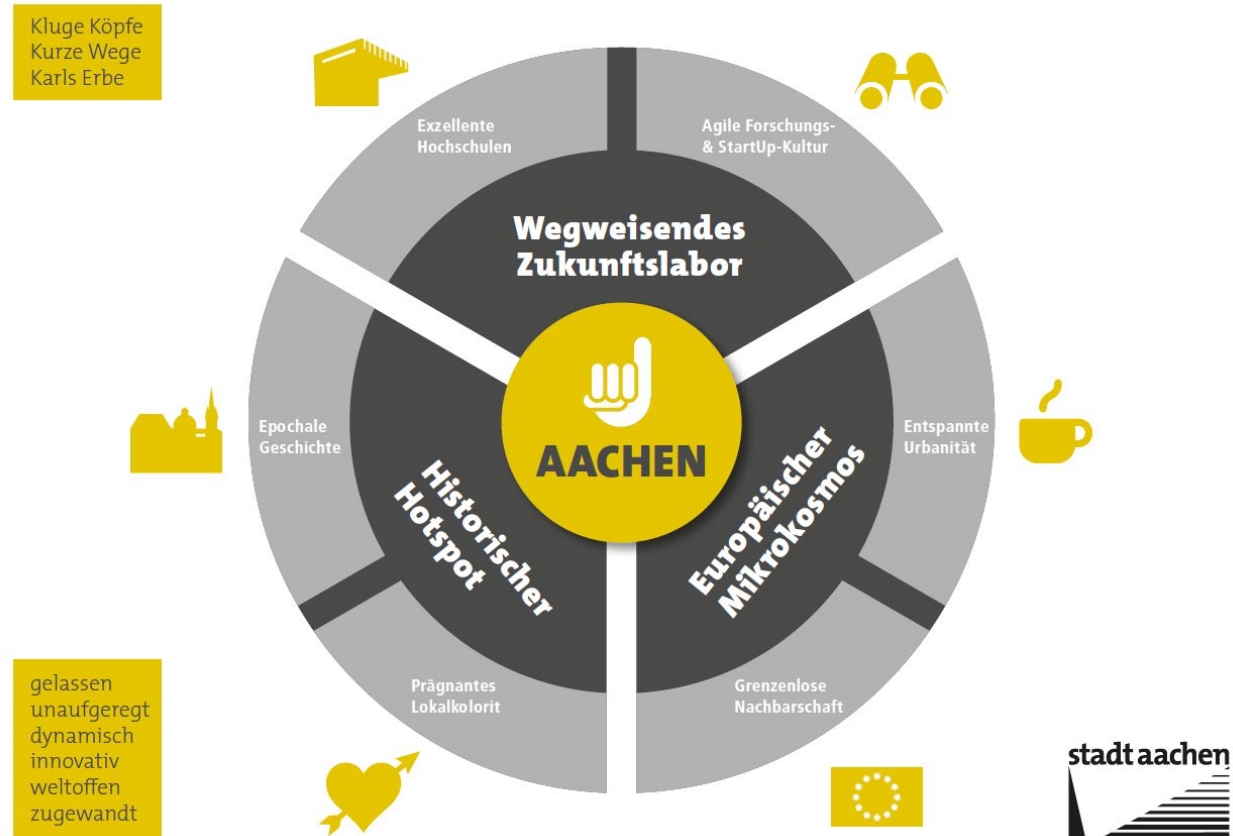 Kluge Köpfe
Kurze Wege
Karls Erbe
Exzellente
Hochschulen
Agile Forschungs-
& StartUp-Kultur
Wegweisendes
Zukunftslabor
AACHEN
Epochale
Geschichte
Historischer
Hotspot
Prägnantes
Lokalkolorit
Entspannte
Urbanität
Europäischer
Mikrokosmos
Grenzenlose
Nachbarschaft
gelassen
unaufgeregt
dynamisch
innovativ
weltoffen
zugewandt
stadt aachen